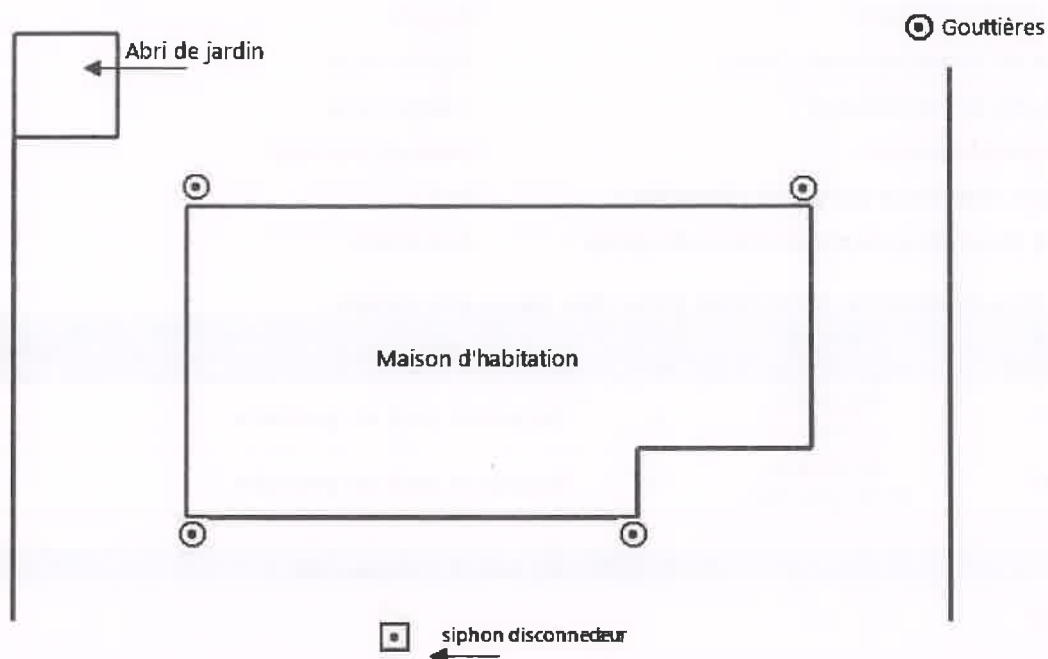 Gouttières
Abri de jardin
Maison d'habitation
siphon disconnecteur